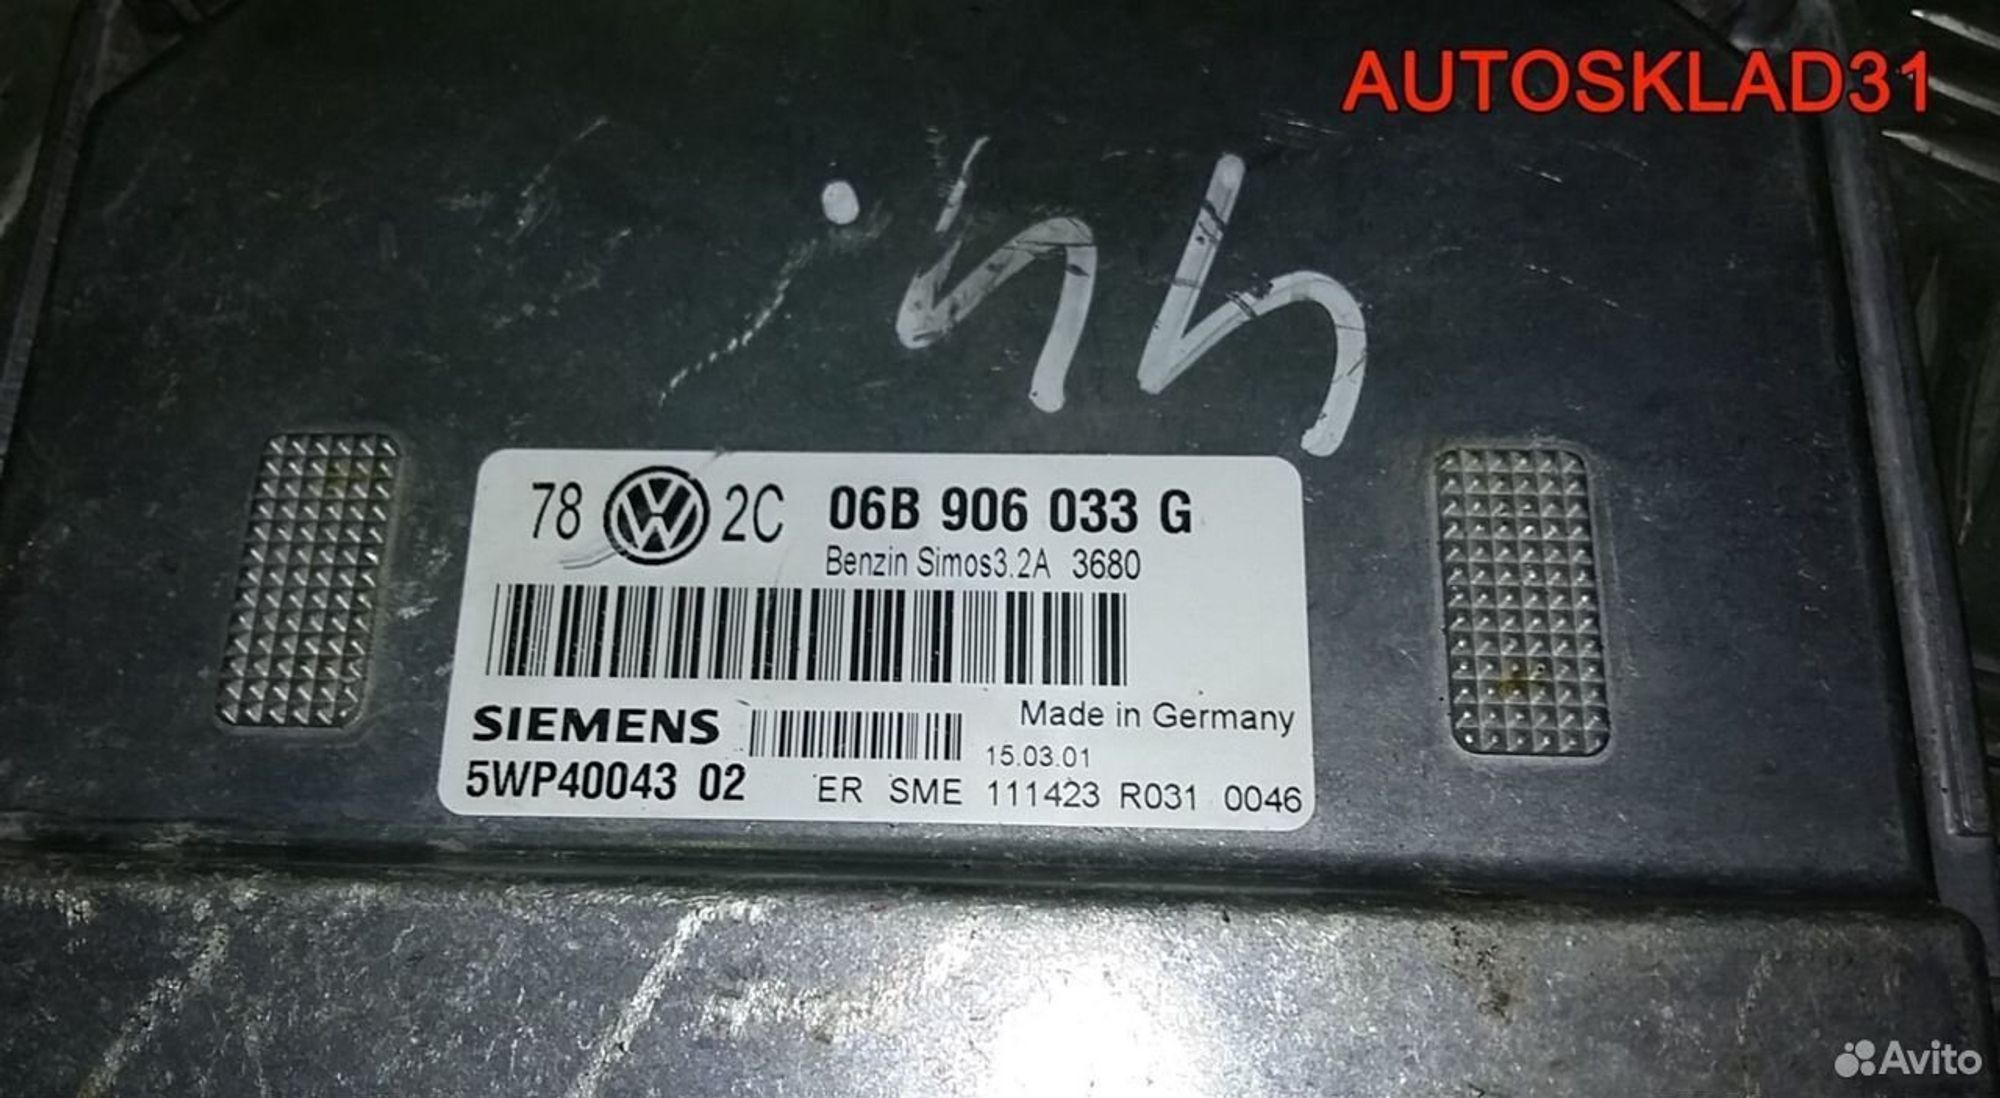 AUTOSKLAD31
44
78 2C 06B 906 033 G
Benzin Simos3.2A 3680
SIEMENS Made in Germany
15.03.01
5WP40043 02 ER SME 111423 R031 0046
Avito